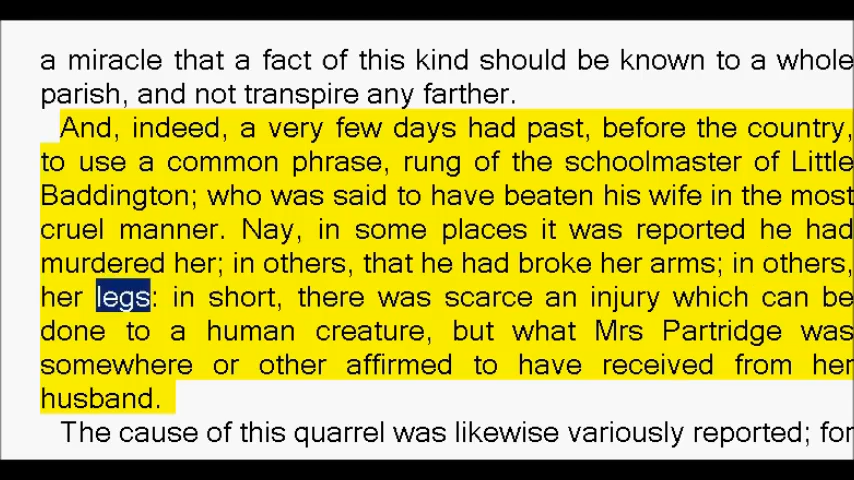 a miracle that a fact of this kind should be known to a whole
parish, and not transpire any farther.
And, indeed, a very few days had past, before the country,
to use a common phrase, rung of the schoolmaster of Little
Baddington; who was said to have beaten his wife in the most
cruel manner. Nay, in some places it was reported he had
murdered her; in others, that he had broke her arms; in others,
her legs: in short, there was scarce an injury which can be
done to a human creature, but what Mrs Partridge was
somewhere or other affirmed to have received from her
husband.
The cause of this quarrel was likewise variously reported; for